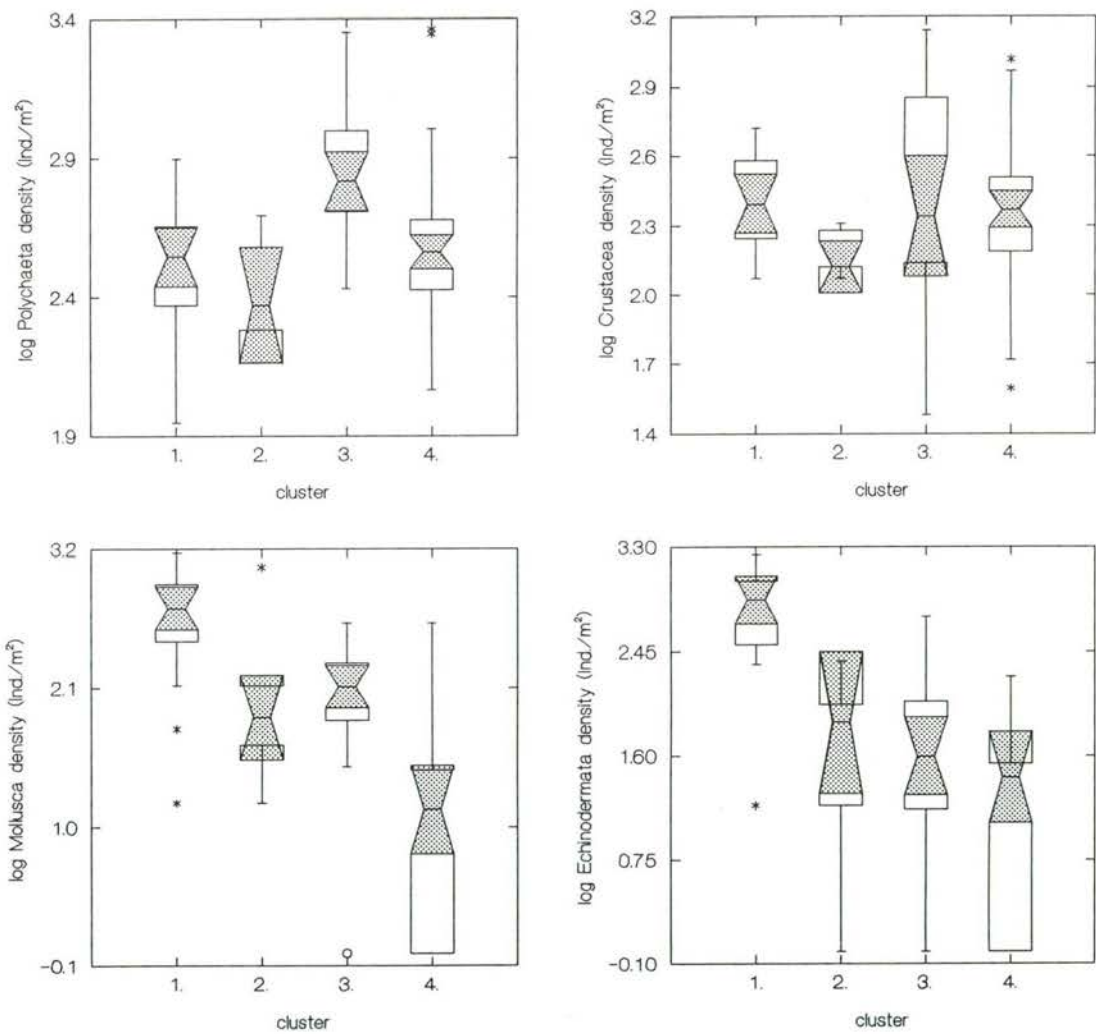 log Polychaeta density (Ind./m²)
3.4
2.9
2.4
1.9
1. 2. 3. 4.
cluster
log Crustacea density (Ind./m²)
3.2
2.9
2.6
2.3
2.0
1.7
1.4
1. 2. 3. 4.
cluster
log Mollusca density (Ind./m²)
3.2
2.1
1.0
-0.1
1. 2. 3. 4.
cluster
log Echinodermata density (Ind./m²)
3.30
2.45
1.60
0.75
-0.10
1. 2. 3. 4.
cluster